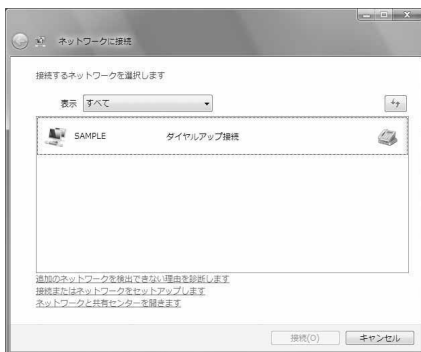 ネットワークに接続
接続するネットワークを選択します
表示 すべて
SAMPLE ダイヤルアップ接続
追加のネットワークを検出できない理由を診断します
接続またはネットワークをセットアップします
ネットワークと共有センターを開きます
接続(O) キャンセル